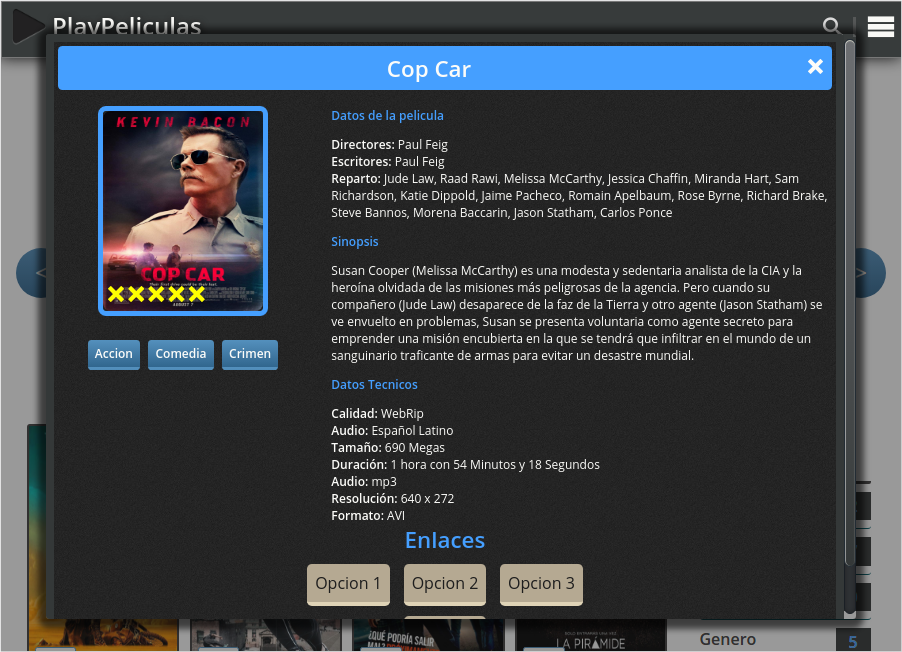 PlayPeliculas
Cop Car
KEVIN BACON
COP CAR
AUGUST 7
Accion Comedia Crimen
Datos de la pelicula
Directores: Paul Feig
Escritores: Paul Feig
Reparto: Jude Law, Raad Rawi, Melissa McCarthy, Jessica Chaffin, Miranda Hart, Sam
Richardson, Katie Dippold, Jaime Pacheco, Romain Apelbaum, Rose Byrne, Richard Brake,
Steve Bannos, Morena Baccarin, Jason Statham, Carlos Ponce
Sinopsis
Susan Cooper (Melissa McCarthy) es una modesta y sedentaria analista de la CIA y la
heroína olvidada de las misiones más peligrosas de la agencia. Pero cuando su
compañero (Jude Law) desaparece de la faz de la Tierra y otro agente (Jason Statham) se
ve envuelto en problemas, Susan se presenta voluntaria como agente secreto para
emprender una misión encubierta en la que se tendrá que infiltrar en el mundo de un
sanguinario traficante de armas para evitar un desastre mundial.
Datos Tecnicos
Calidad: WebRip
Audio: Español Latino
Tamaño: 690 Megas
Duración: 1 hora con 54 Minutos y 18 Segundos
Audio: mp3
Resolución: 640 x 272
Formato: AVI
Enlaces
Opcion 1 Opcion 2 Opcion 3
¿QUÉ PODRÍA SALIR
LA PIRÁMIDE
Genero 5